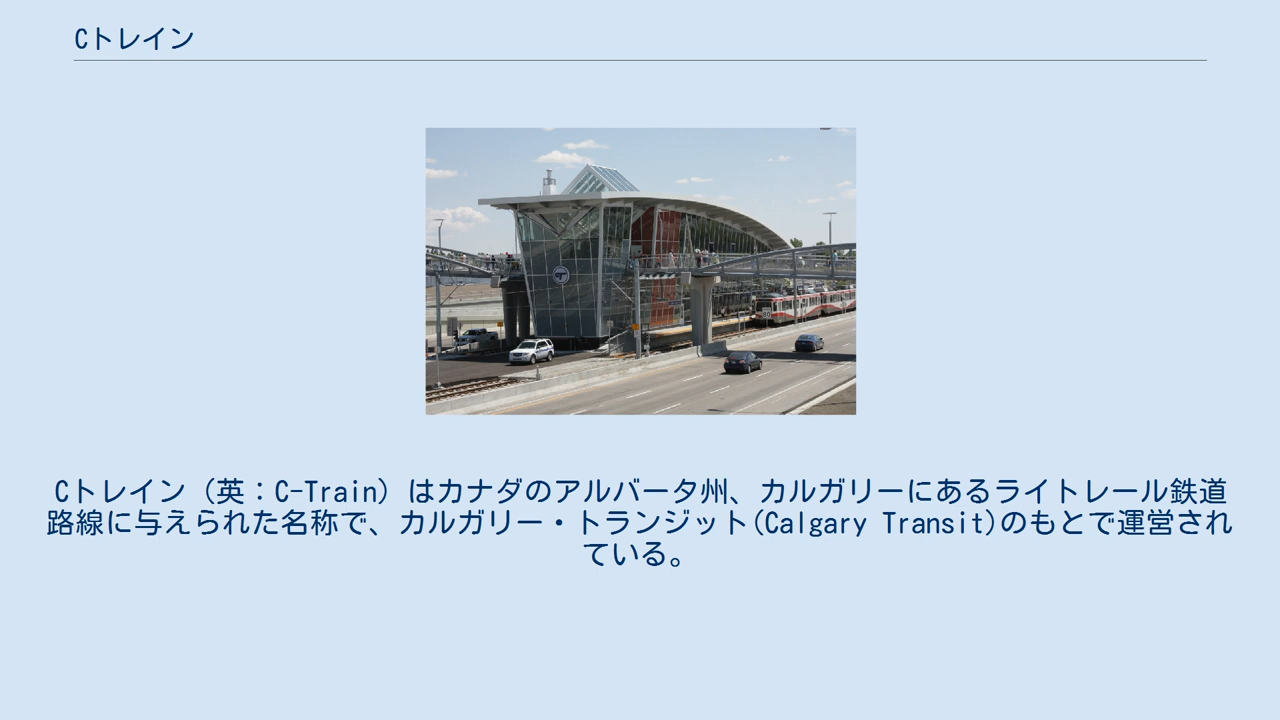 Cトレイン
Cトレイン（英：C-Train）はカナダのアルバータ州、カルガリーにあるライトレール鉄道
路線に与えられた名称で、カルガリー・トランジット(Calgary Transit)のもとで運営され
ている。